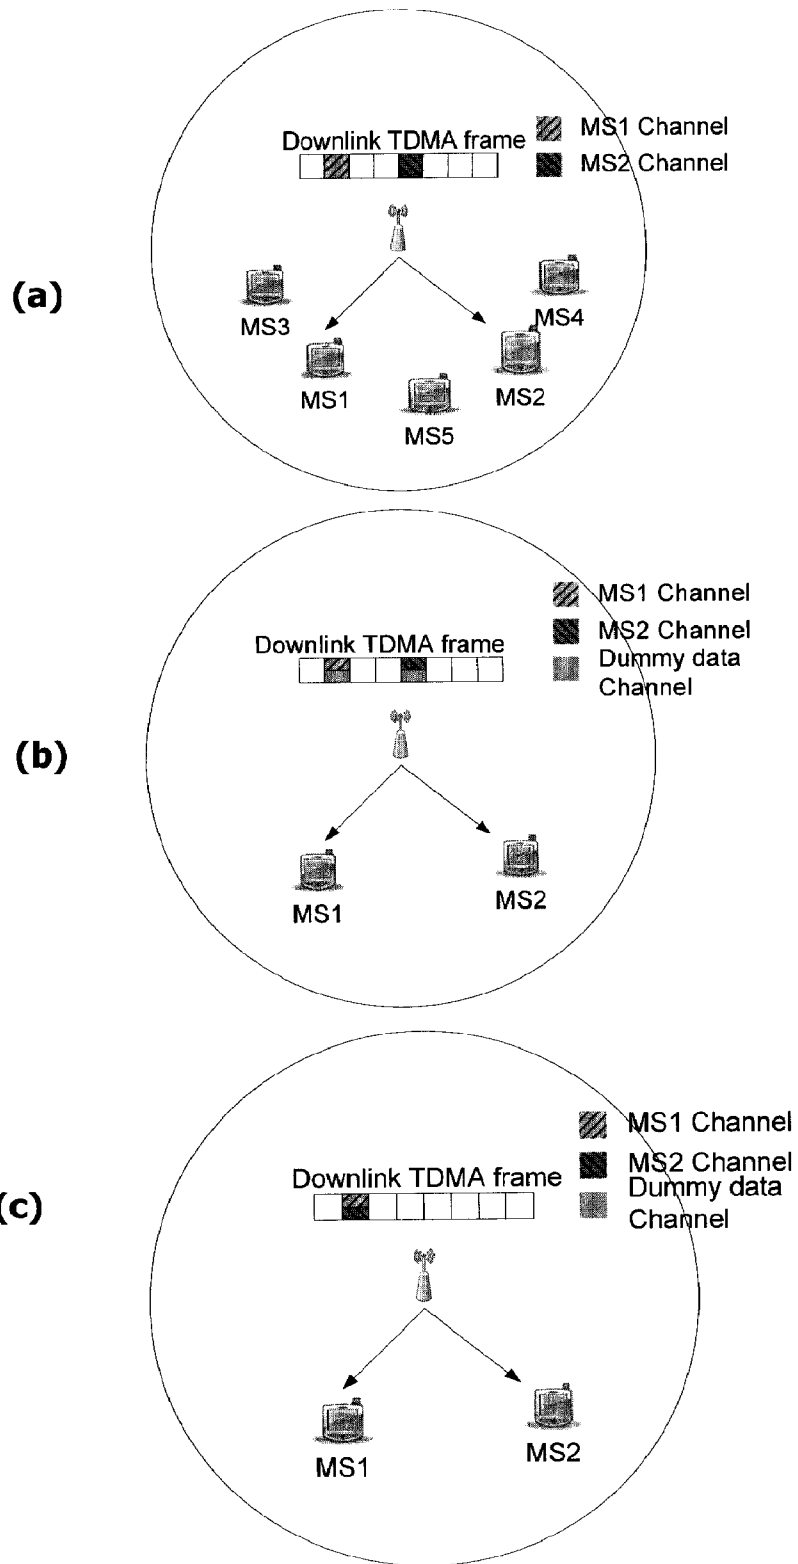 MS1 Channel
Downlink TDMA frame
MS2 Channel
(a)
MS3
MS4
MS1
MS2
MS5
MS1 Channel
MS2 Channel
Downlink TDMA frame
Dummy data
Channel
(b)
MS1
MS2
MS1 Channel
MS2 Channel
Downlink TDMA frame
Dummy data
Channel
(c)
MS1
MS2